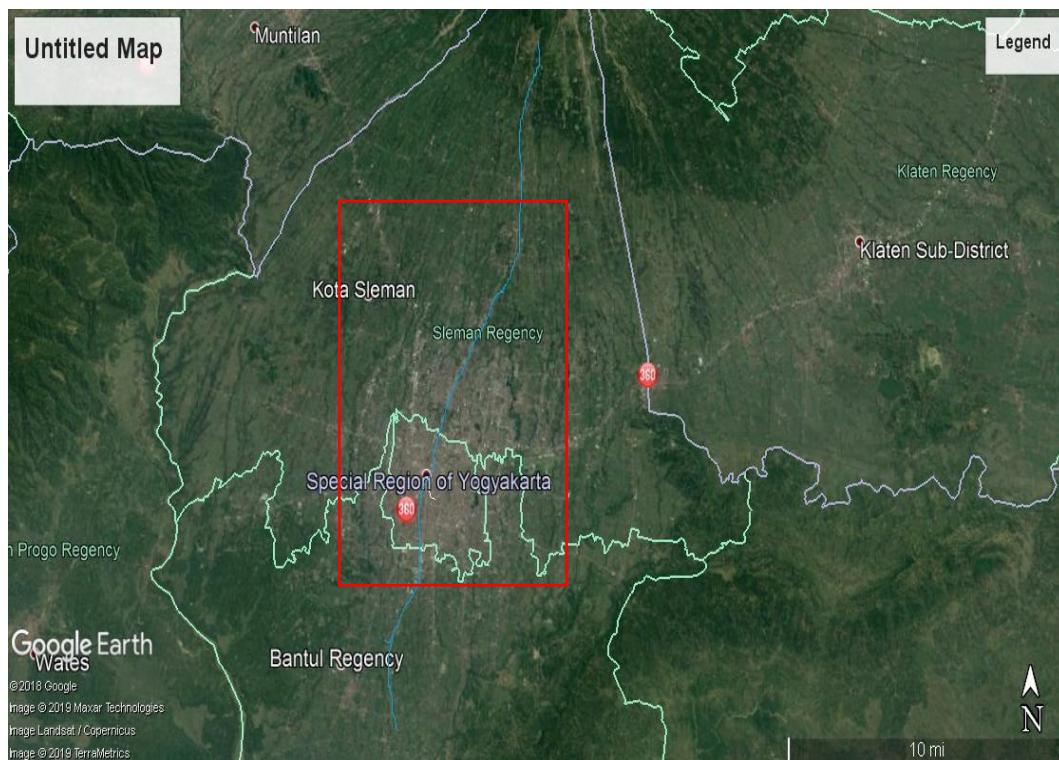 Untitled Map
Legend
Muntilan
Klaten Regency
Klaten Sub-District
Kota Sleman
Sleman Regency
360
Special Region of Yogyakarta
360
n Progo Regency
Bantul Regency
Google Earth
Wates
©2018 Google
Image © 2019 Maxar Technologies
Image Landsat / Copernicus
Image © 2019 TerraMetrics
N
10 mi